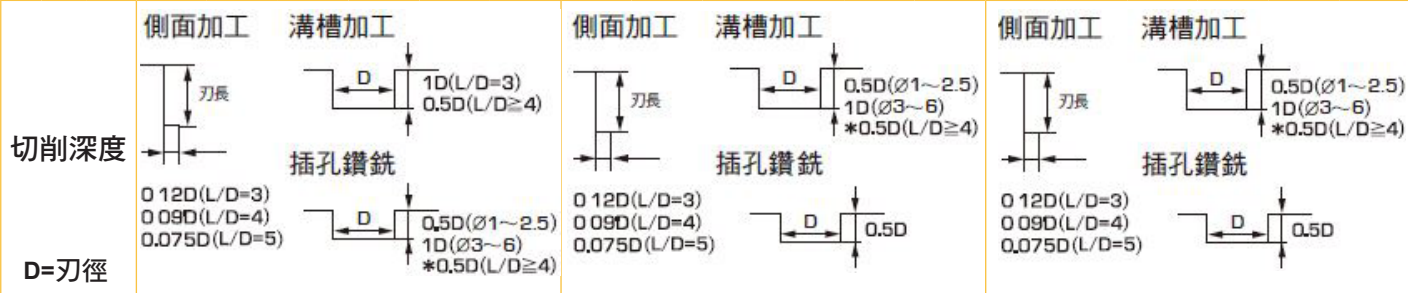 切削深度
D=刃徑
側面加工
刃長
0 12D(L/D=3)
0 09D(L/D=4)
0.075D(L/D=5)
溝槽加工
D
1D(L/D=3)
0.5D(L/D≧4)
插孔鑽銑
D
0.5D(Ø1～2.5)
1D(Ø3～6)
*0.5D(L/D≧4)
側面加工
刃長
0 12D(L/D=3)
0 09D(L/D=4)
0.075D(L/D=5)
溝槽加工
D
0.5D(Ø1～2.5)
1D(Ø3～6)
*0.5D(L/D≧4)
插孔鑽銑
D
0.5D
側面加工
刃長
0 12D(L/D=3)
0 09D(L/D=4)
0.075D(L/D=5)
溝槽加工
D
0.5D(Ø1～2.5)
1D(Ø3～6)
*0.5D(L/D≧4)
插孔鑽銑
D
0.5D